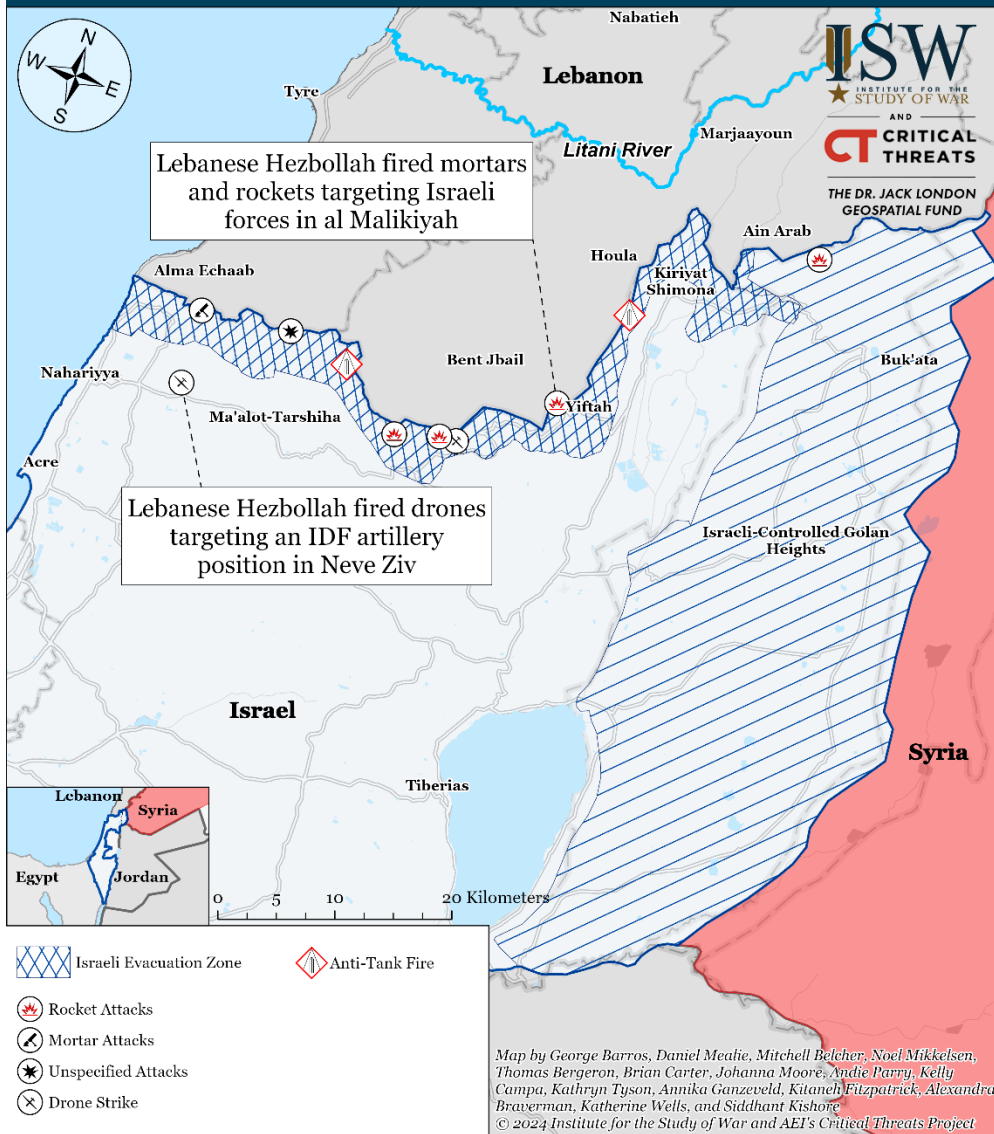 N
W
E
S
Nabatieh
Lebanon
ISW
INSTITUTE FOR THE
STUDY OF WAR
AND
CT CRITICAL
THREATS
THE DR. JACK LONDON
GEOSPATIAL FUND
Tyre
Marjaayoun
Litani River
Lebanese Hezbollah fired mortars
and rockets targeting Israeli
forces in al Malikiyah
Ain Arab
Houla
Alma Echaab
Kiriyat
Shimona
Bent Jbail
Buk'ata
Nahariyya
Yiftah
Ma'alot-Tarshiha
Acre
Lebanese Hezbollah fired drones
targeting an IDF artillery
position in Neve Ziv
Israeli-Controlled Golan
Heights
Israel
Syria
Tiberias
Lebanon
Syria
Egypt
Jordan
0 5 10 20 Kilometers
Israeli Evacuation Zone
Anti-Tank Fire
Rocket Attacks
Mortar Attacks
Unspecified Attacks
Drone Strike
Map by George Barros, Daniel Mealie, Mitchell Belcher, Noel Mikkelsen,
Thomas Bergeron, Brian Carter, Johanna Moore, Andie Parry, Kelly
Campa, Kathryn Tyson, Annika Ganzeveld, Kitaneh Fitzpatrick, Alexandra
Braverman, Katherine Wells, and Siddhant Kishore
© 2024 Institute for the Study of War and AEI's Critical Threats Project